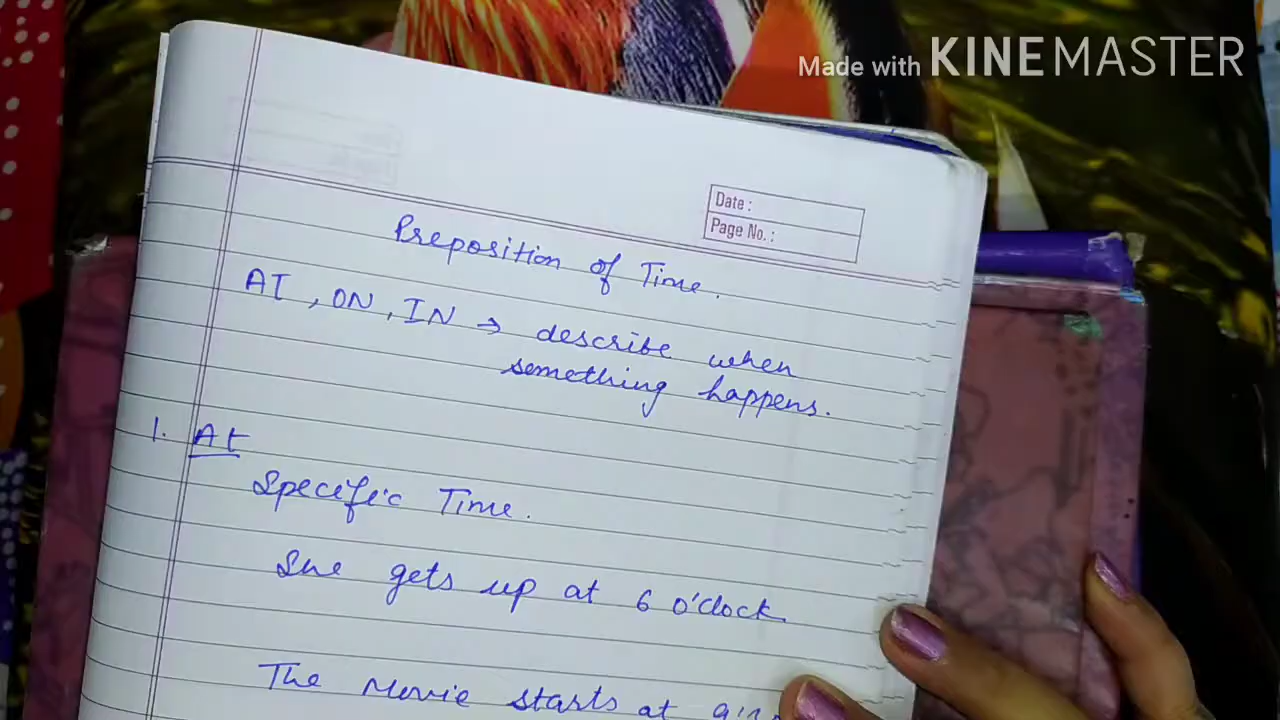 Made with KINEMASTER
Date :
Page No. :
Preposition of Time.
AT, ON, IN → describe when
something happens.
1. At
Specific Time.
She gets up at 6 o'clock
The Movie starts at